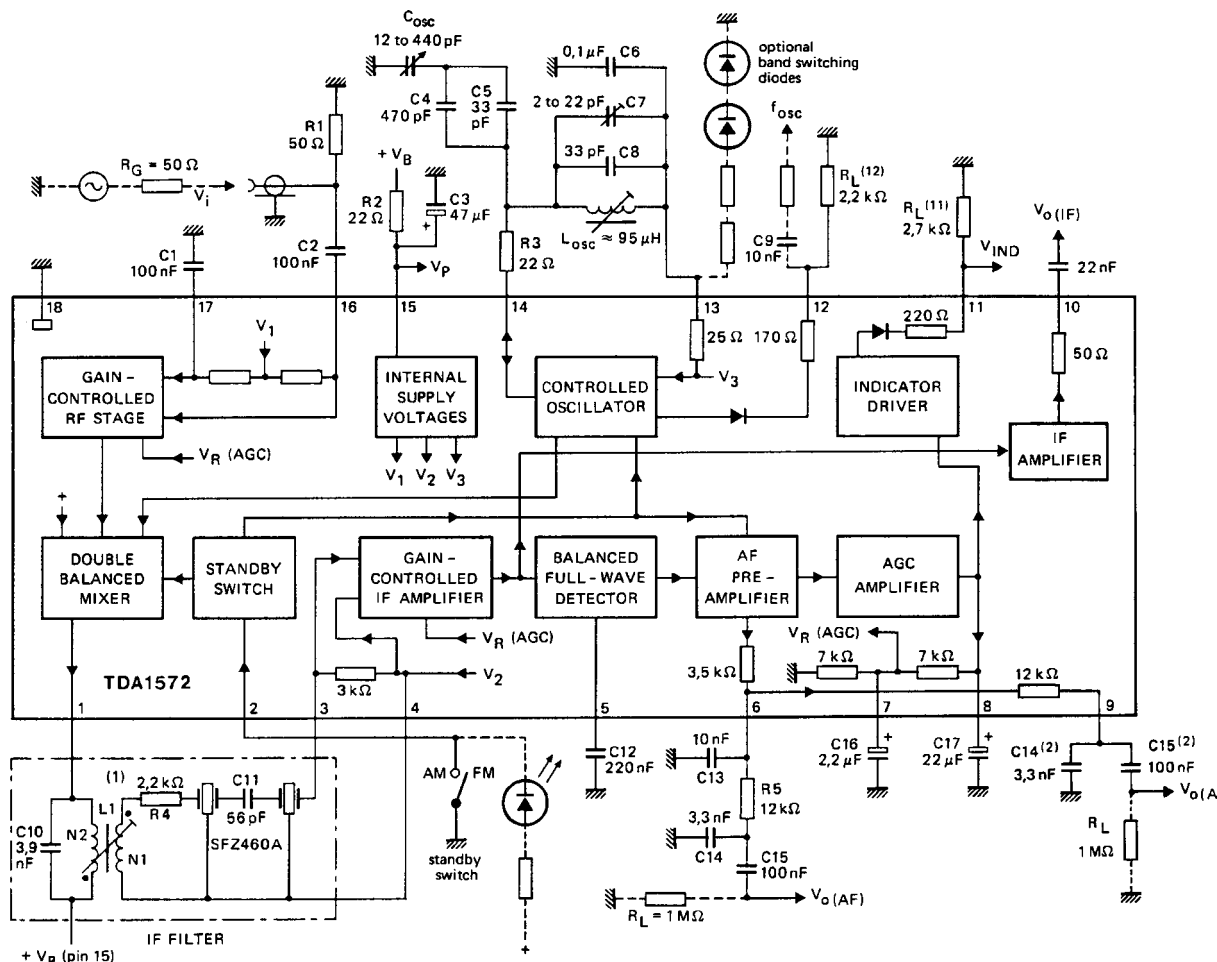 Cosc
12 to 440 pF
C4
470 pF
C5
33
pF
0,1 µF C6
2 to 22 pF C7
33 pF C8
Losc ≈ 95 µH
optional
band switching
diodes
fosc
RL(12)
2,2 kΩ
C9
10 nF
RL(11)
2,7 kΩ
VIND
Vo(IF)
22 nF
R1
50 Ω
RG = 50 Ω
Vi
C1
100 nF
C2
100 nF
+ VB
R2
22 Ω
C3
47 µF
+
VP
R3
22 Ω
18
17
16
15
14
13
12
11
10
V1
GAIN –
CONTROLLED
RF STAGE
VR (AGC)
INTERNAL
SUPPLY
VOLTAGES
V1 V2 V3
CONTROLLED
OSCILLATOR
25 Ω
V3
170 Ω
220 Ω
INDICATOR
DRIVER
50 Ω
IF
AMPLIFIER
+
DOUBLE
BALANCED
MIXER
STANDBY
SWITCH
GAIN –
CONTROLLED
IF AMPLIFIER
BALANCED
FULL – WAVE
DETECTOR
AF
PRE –
AMPLIFIER
AGC
AMPLIFIER
VR (AGC)
VR (AGC)
3 kΩ
V2
3,5 kΩ
7 kΩ
7 kΩ
12 kΩ
TDA1572
1
2
3
4
5
6
7
8
9
(1)
L1
2,2 kΩ
R4
C11
56 pF
SFZ460A
C10
3,9
nF
N2
N1
IF FILTER
+ VB (pin 15)
AM
FM
standby
switch
+
C12
220 nF
10 nF
C13
R5
12 kΩ
3,3 nF
C14
C15
100 nF
RL = 1 MΩ
Vo (AF)
C16
2,2 µF
+
C17
22 µF
+
C14(2)
3,3 nF
C15(2)
100 nF
Vo(A
RL
1 MΩ